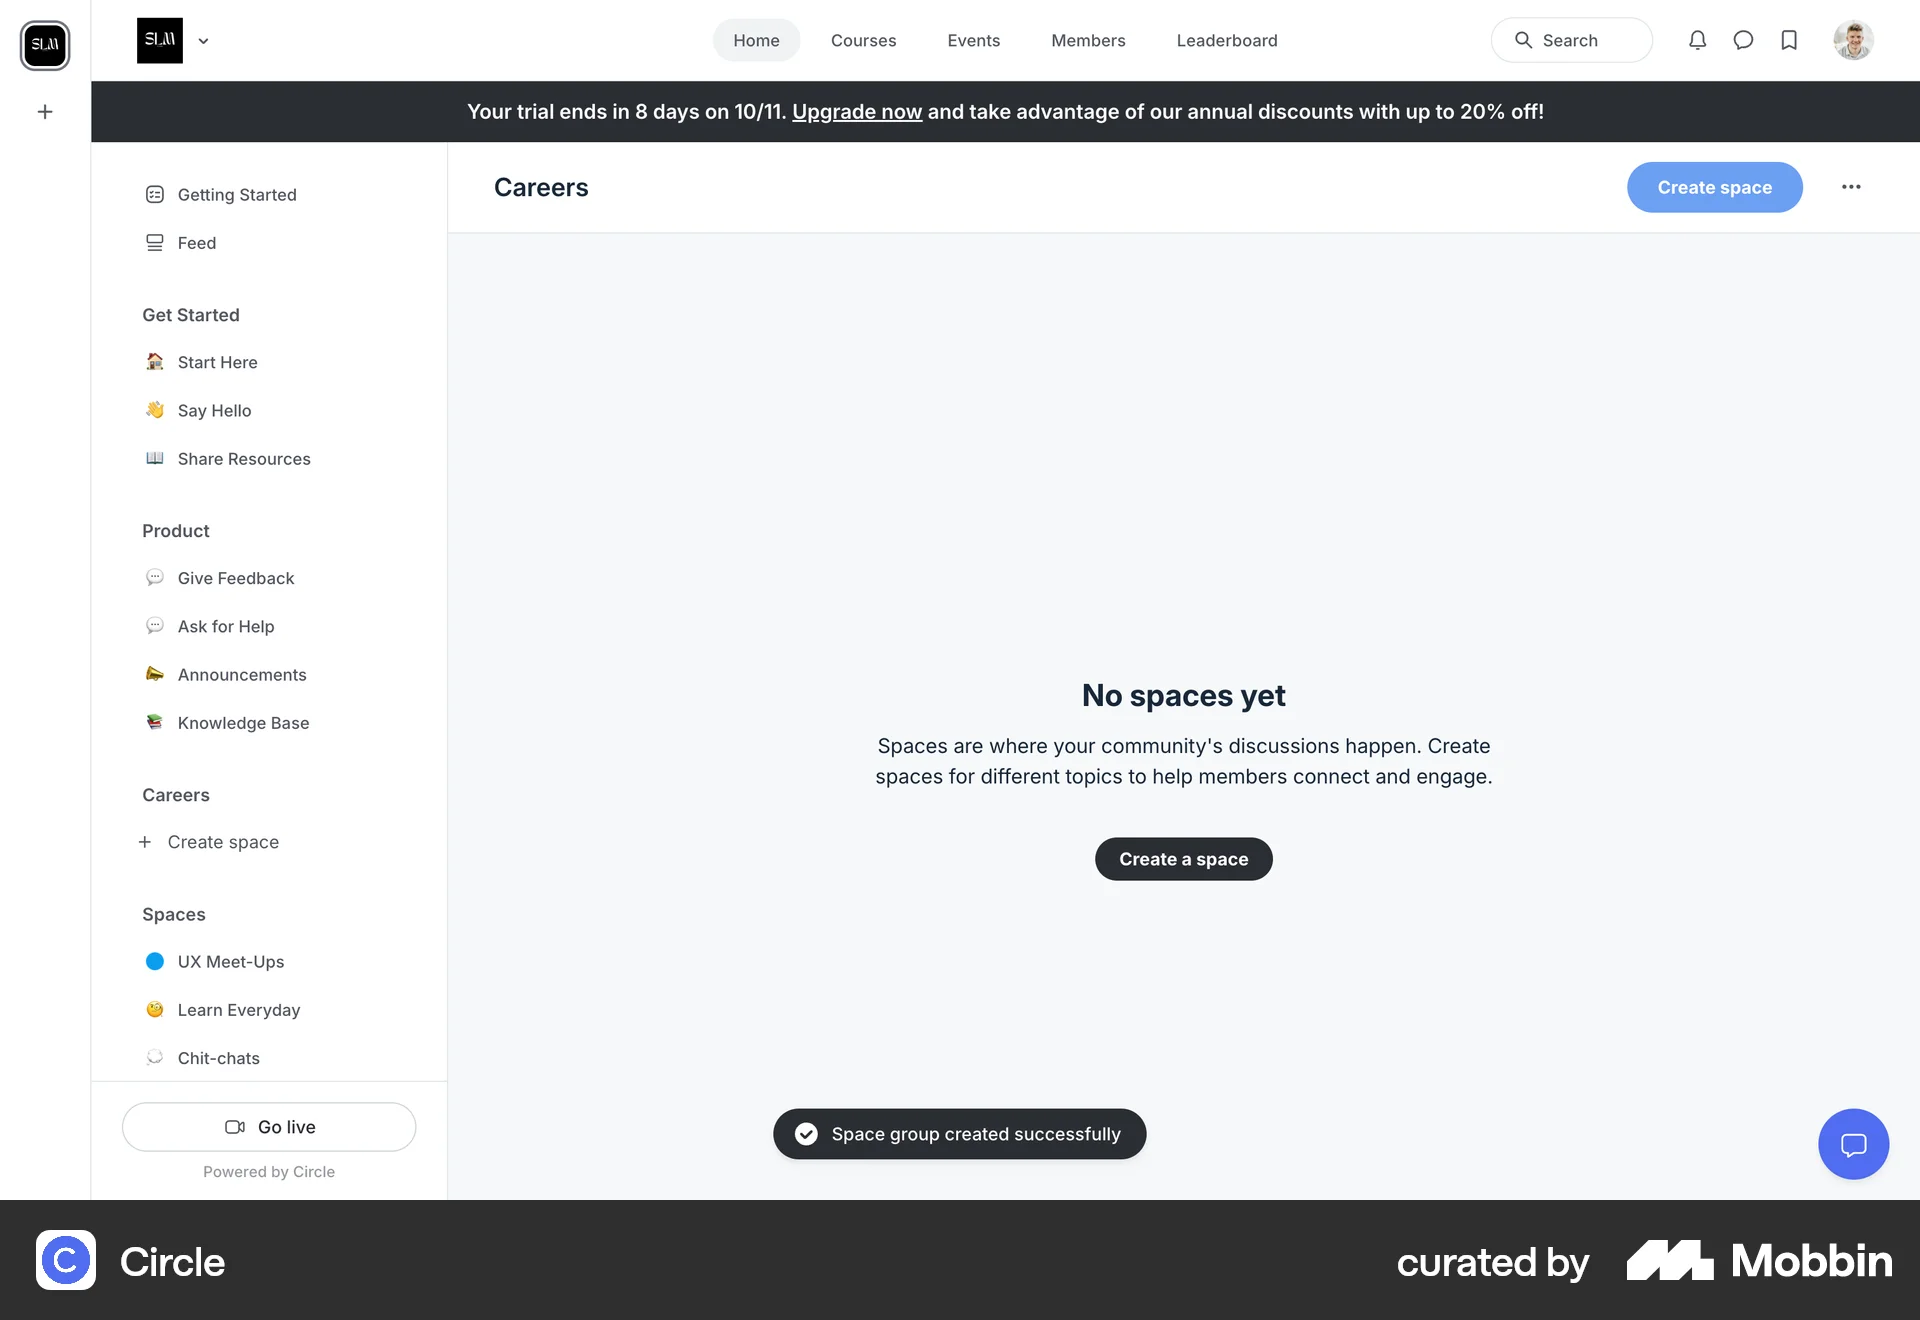 SLM
SLM
Home
Courses
Events
Members
Leaderboard
Search
Your trial ends in 8 days on 10/11. Upgrade now and take advantage of our annual discounts with up to 20% off!
Getting Started
Feed
Get Started
Start Here
Say Hello
Share Resources
Product
Give Feedback
Ask for Help
Announcements
Knowledge Base
Careers
Create space
Spaces
UX Meet-Ups
Learn Everyday
Chit-chats
Go live
Powered by Circle
Careers
Create space
No spaces yet
Spaces are where your community's discussions happen. Create
spaces for different topics to help members connect and engage.
Create a space
Space group created successfully
C Circle
curated by Mobbin